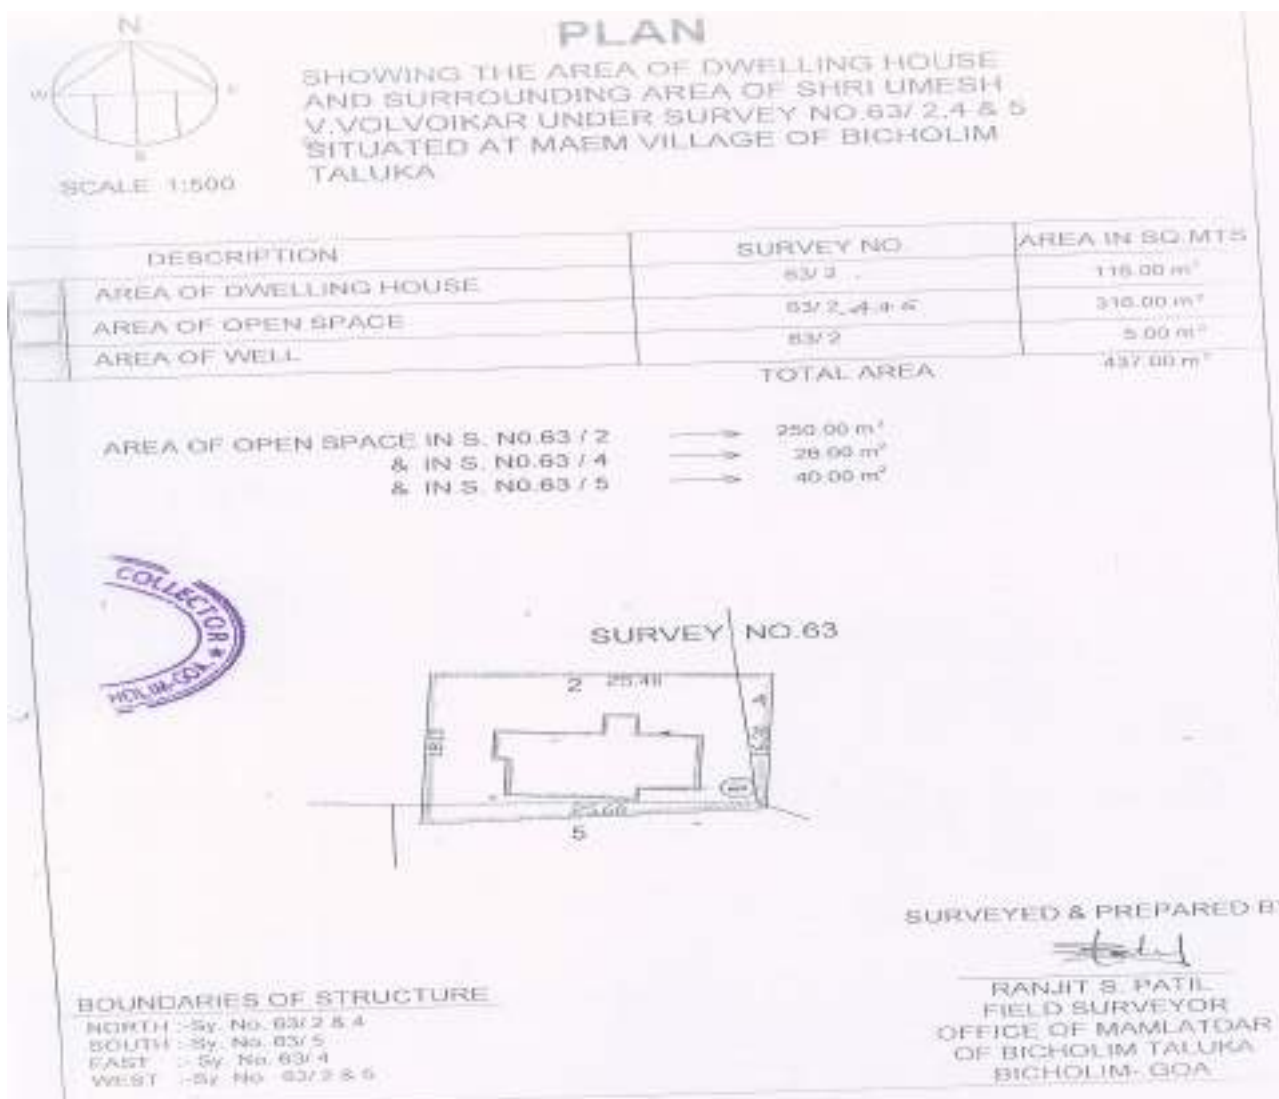 N
W E
S
SCALE 1:500
PLAN
SHOWING THE AREA OF DWELLING HOUSE
AND SURROUNDING AREA OF SHRI UMESH
V.VOLVOIKAR UNDER SURVEY NO.63/ 2,4 & 5
SITUATED AT MAEM VILLAGE OF BICHOLIM
TALUKA
DESCRIPTION SURVEY NO. AREA IN SQ.MTS
AREA OF DWELLING HOUSE 63/ 2 116.00 m²
AREA OF OPEN SPACE 63/ 2, 4 & 5 316.00 m²
AREA OF WELL 63/ 2 5.00 m²
TOTAL AREA 437.00 m²
AREA OF OPEN SPACE IN S. NO.63 / 2 250.00 m²
& IN S. NO.63 / 4 26.00 m²
& IN S. NO.63 / 5 40.00 m²
COLLECTOR ★
HOLIM-GOA
SURVEY NO.63
2 25.48
4
5
SURVEYED & PREPARED BY
RANJIT S. PATIL
FIELD SURVEYOR
OFFICE OF MAMLATDAR
OF BICHOLIM TALUKA
BICHOLIM- GOA
BOUNDARIES OF STRUCTURE
NORTH :-Sy. No. 63/ 2 & 4
SOUTH :-Sy. No. 63/ 5
EAST :- Sy. No. 63/ 4
WEST :-Sy. No. 63/ 2 & 5